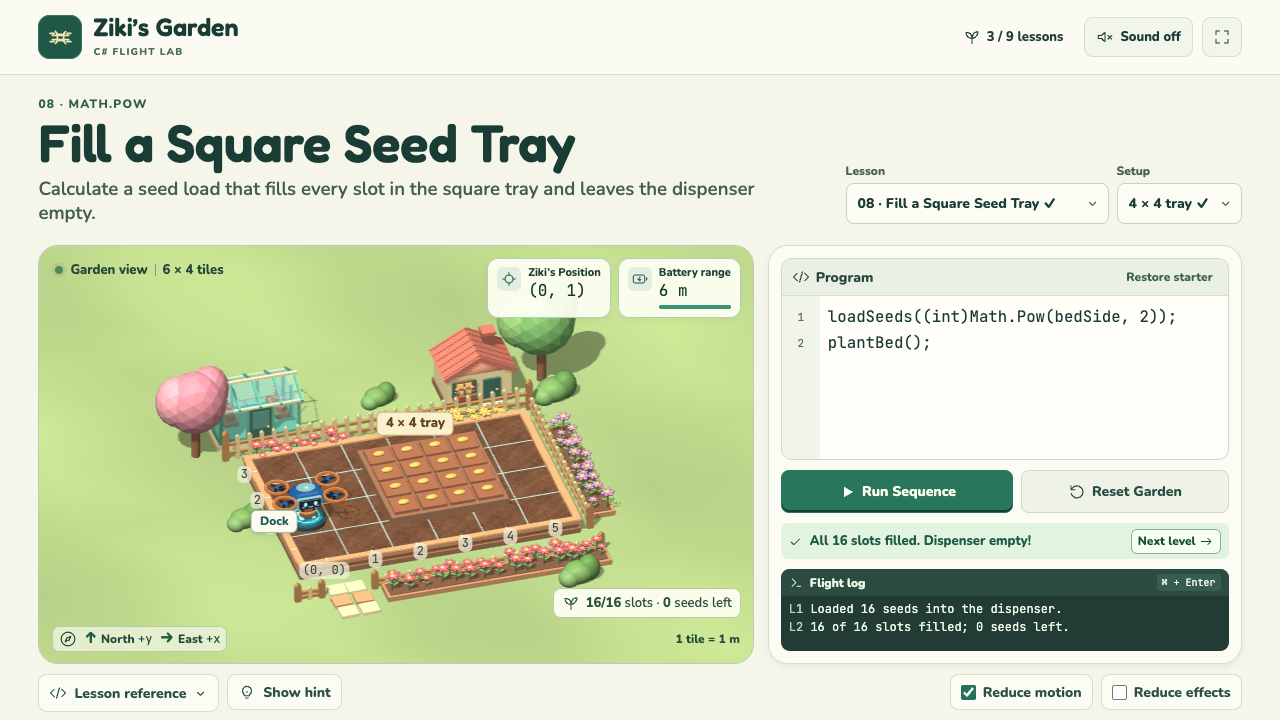 Ziki's Garden
C# FLIGHT LAB
3 / 9 lessons
Sound off
08 · MATH.POW
Fill a Square Seed Tray
Calculate a seed load that fills every slot in the square tray and leaves the dispenser
empty.
Lesson
08 · Fill a Square Seed Tray ✓
Setup
4 × 4 tray ✓
Garden view | 6 × 4 tiles
Ziki's Position
(0, 1)
Battery range
6 m
4 × 4 tray
3
2
Dock
(0, 0)
1
2
3
4
5
16/16 slots · 0 seeds left
↑ North +y → East +x
1 tile = 1 m
</> Program
Restore starter
1 loadSeeds((int)Math.Pow(bedSide, 2));
2 plantBed();
Run Sequence
Reset Garden
✓ All 16 slots filled. Dispenser empty!
Next level →
Flight log
⌘ + Enter
L1 Loaded 16 seeds into the dispenser.
L2 16 of 16 slots filled; 0 seeds left.
</> Lesson reference
Show hint
Reduce motion
Reduce effects